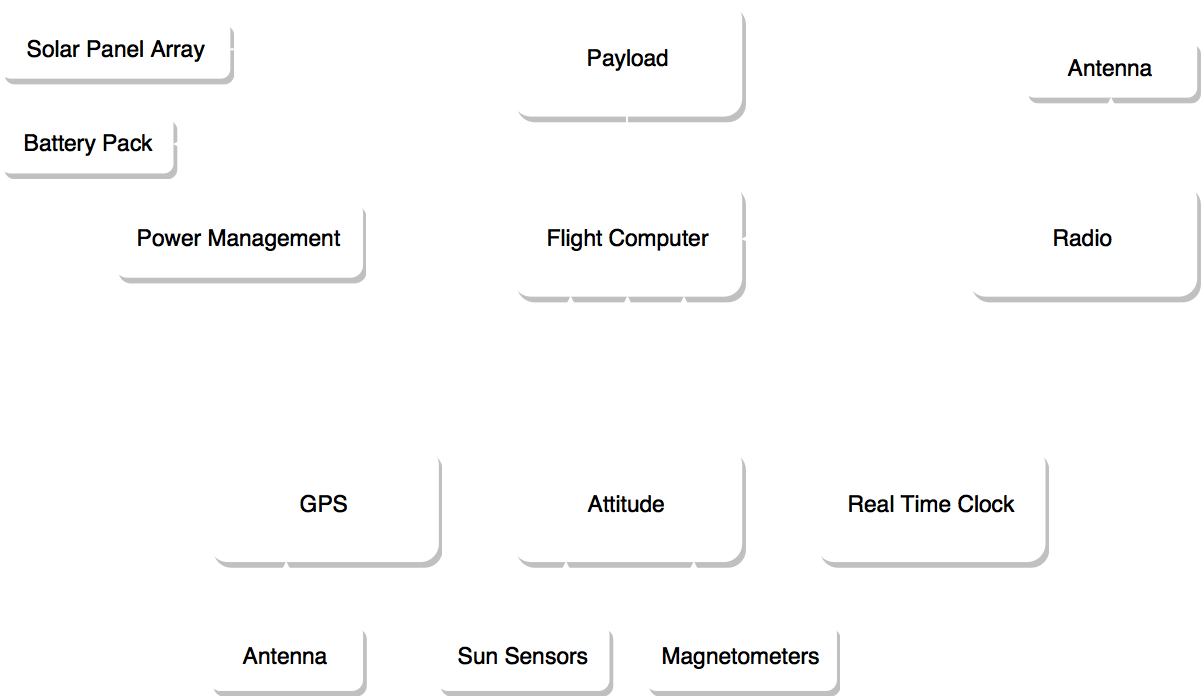 Solar Panel Array
Payload
Antenna
Battery Pack
Power Management
Flight Computer
Radio
GPS
Attitude
Real Time Clock
Antenna
Sun Sensors
Magnetometers